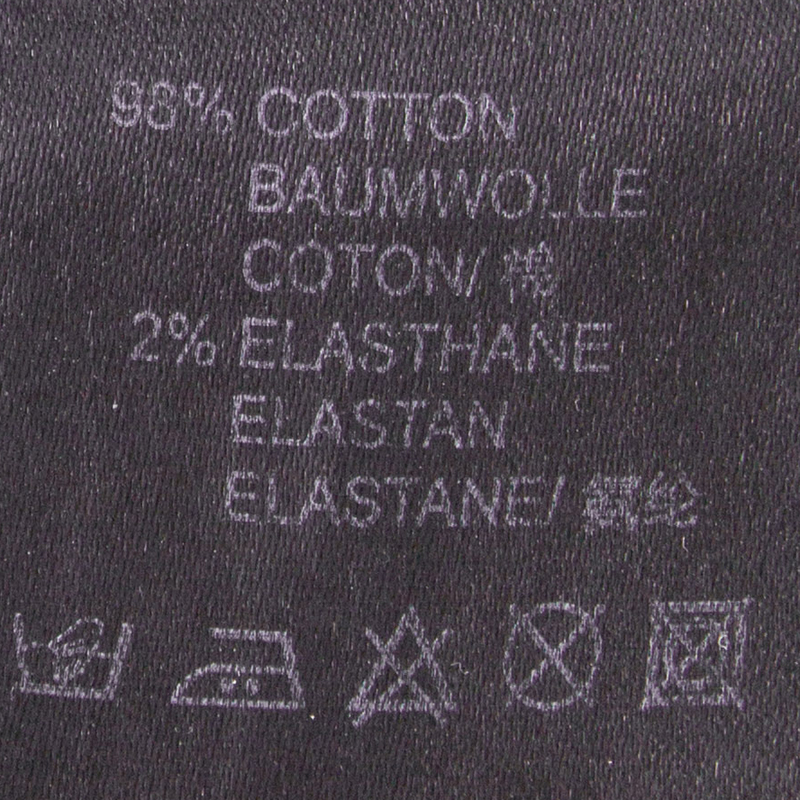 98% COTTON
BAUMWOLLE
COTON/ 棉
2% ELASTHANE
ELASTAN
ELASTANE/ 氨纶